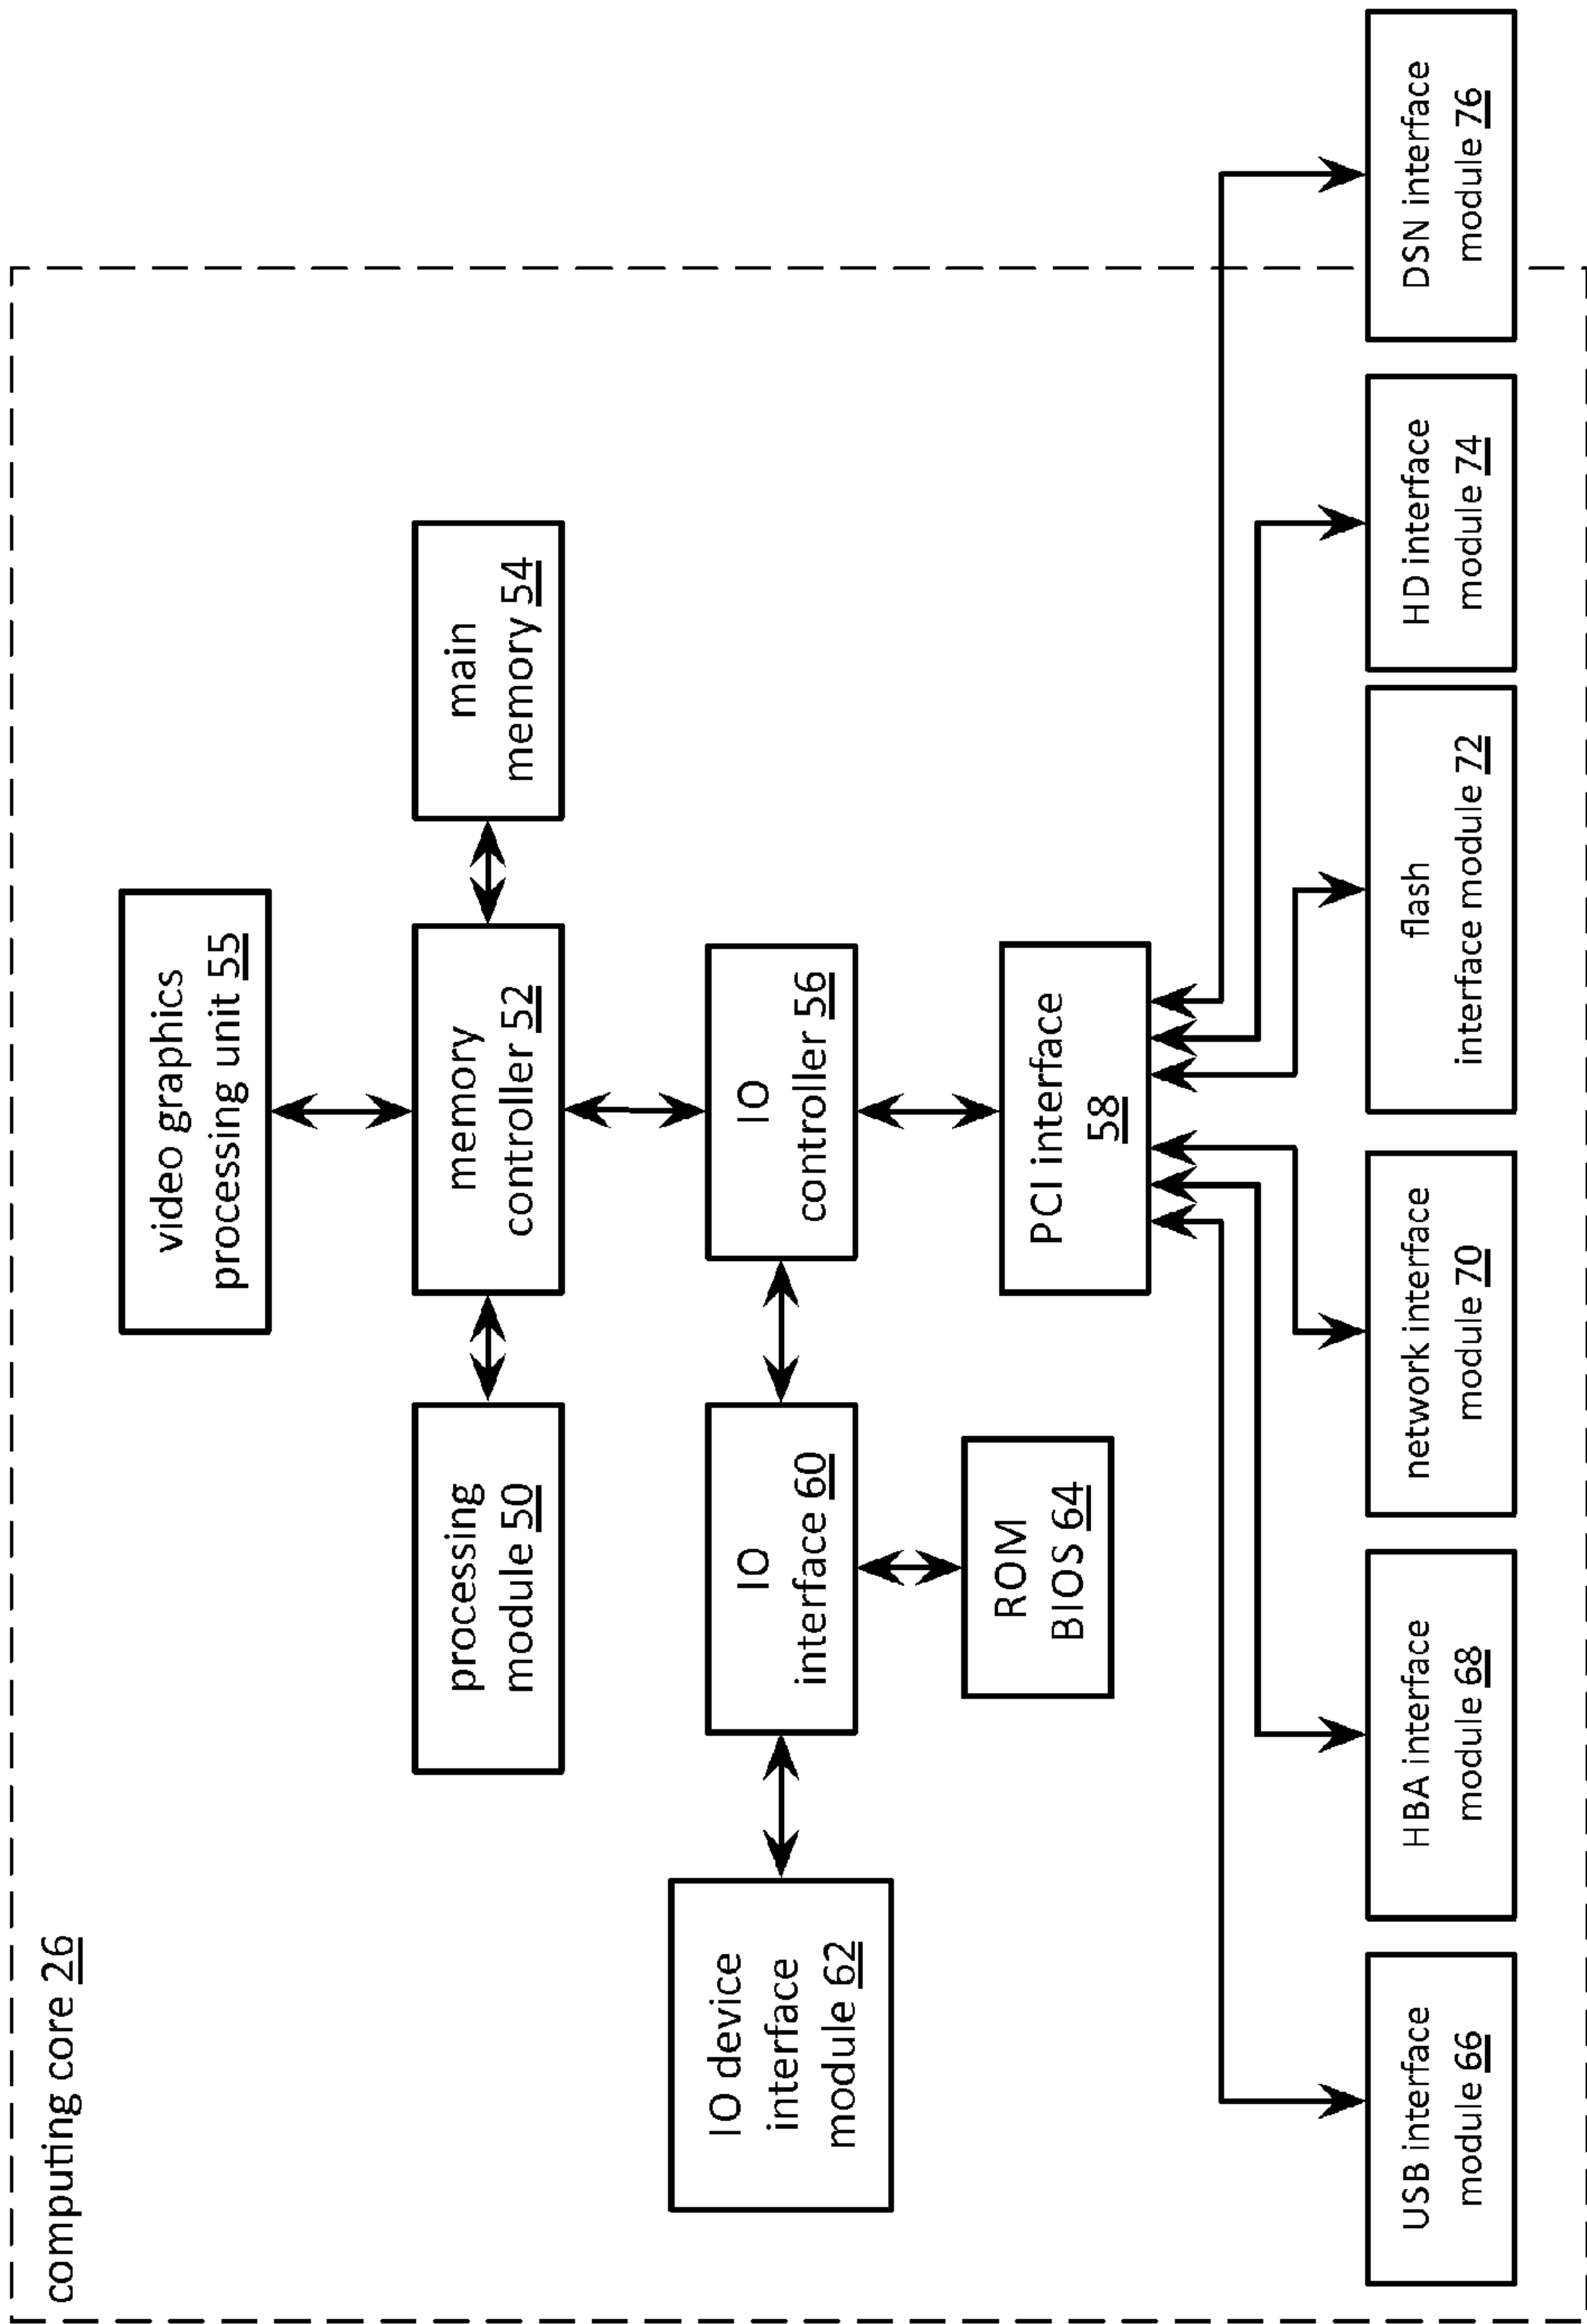 computing core 26
video graphics
processing unit 55
processing
module 50
memory
controller 52
main
memory 54
IO device
interface
module 62
IO
interface 60
IO
controller 56
ROM
BIOS 64
PCI interface
58
USB interface
module 66
HBA interface
module 68
network interface
module 70
flash
interface module 72
HD interface
module 74
DSN interface
module 76